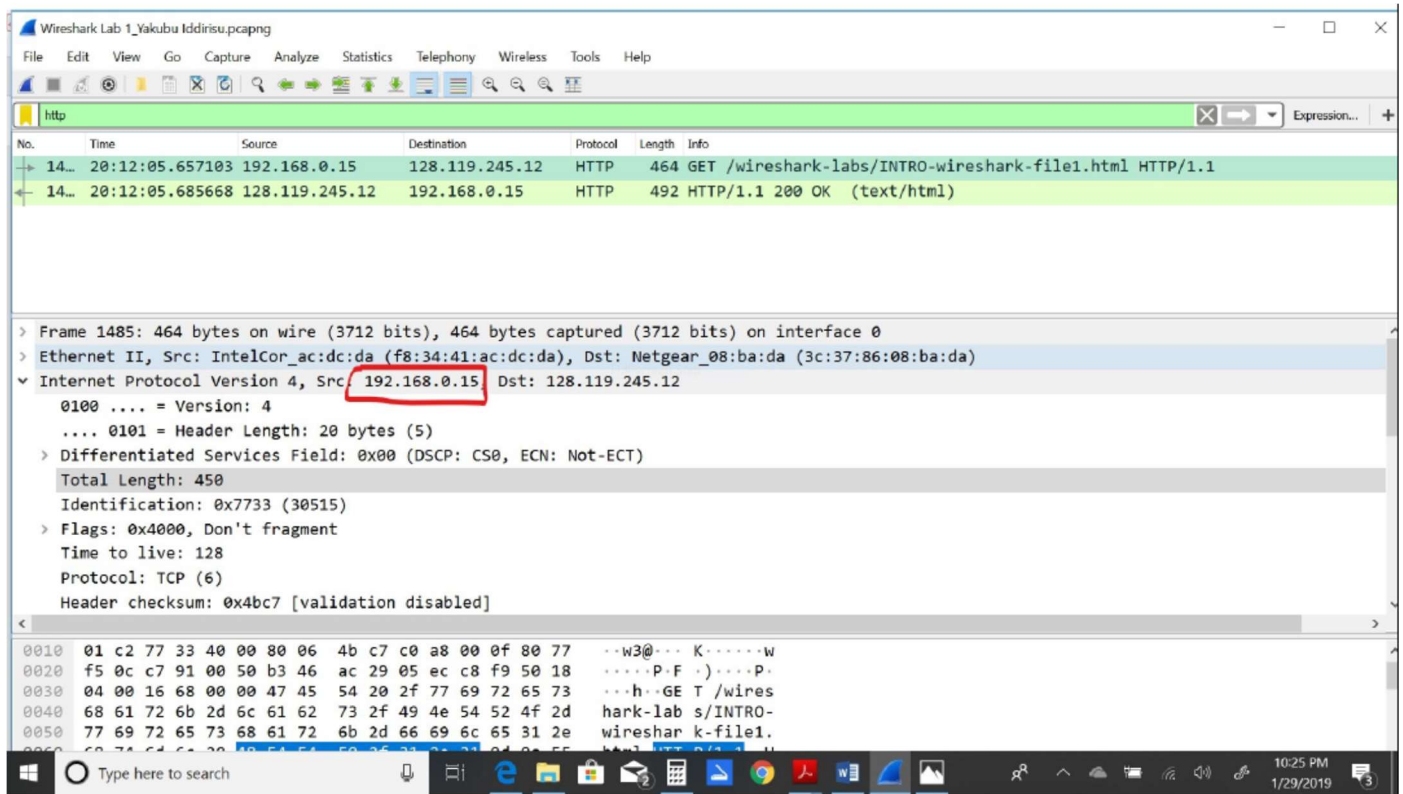 Wireshark Lab 1_Yakubu Iddirisu.pcapng
File Edit View Go Capture Analyze Statistics Telephony Wireless Tools Help
http Expression... +
No. Time Source Destination Protocol Length Info
14… 20:12:05.657103 192.168.0.15 128.119.245.12 HTTP 464 GET /wireshark-labs/INTRO-wireshark-file1.html HTTP/1.1
14… 20:12:05.685668 128.119.245.12 192.168.0.15 HTTP 492 HTTP/1.1 200 OK (text/html)
Frame 1485: 464 bytes on wire (3712 bits), 464 bytes captured (3712 bits) on interface 0
Ethernet II, Src: IntelCor_ac:dc:da (f8:34:41:ac:dc:da), Dst: Netgear_08:ba:da (3c:37:86:08:ba:da)
Internet Protocol Version 4, Src: 192.168.0.15, Dst: 128.119.245.12
0100 .... = Version: 4
.... 0101 = Header Length: 20 bytes (5)
Differentiated Services Field: 0x00 (DSCP: CS0, ECN: Not-ECT)
Total Length: 450
Identification: 0x7733 (30515)
Flags: 0x4000, Don't fragment
Time to live: 128
Protocol: TCP (6)
Header checksum: 0x4bc7 [validation disabled]
0010 01 c2 77 33 40 00 80 06 4b c7 c0 a8 00 0f 80 77 ··w3@··· K······w
0020 f5 0c c7 91 00 50 b3 46 ac 29 05 ec c8 f9 50 18 ·····P·F ·)····P·
0030 04 00 16 68 00 00 47 45 54 20 2f 77 69 72 65 73 ···h··GE T /wires
0040 68 61 72 6b 2d 6c 61 62 73 2f 49 4e 54 52 4f 2d hark-lab s/INTRO-
0050 77 69 72 65 73 68 61 72 6b 2d 66 69 6c 65 31 2e wireshar k-file1.
Type here to search
10:25 PM
1/29/2019
3